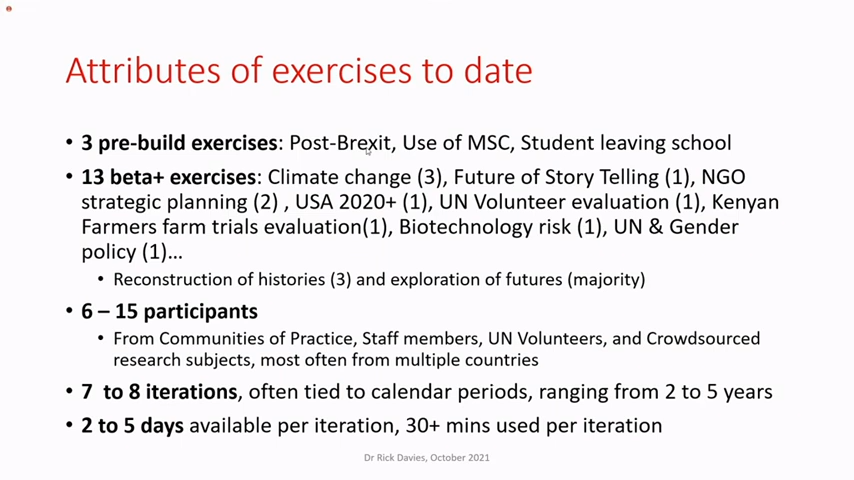 Attributes of exercises to date
• 3 pre-build exercises: Post-Brexit, Use of MSC, Student leaving school
• 13 beta+ exercises: Climate change (3), Future of Story Telling (1), NGO
strategic planning (2) , USA 2020+ (1), UN Volunteer evaluation (1), Kenyan
Farmers farm trials evaluation(1), Biotechnology risk (1), UN & Gender
policy (1)...
• Reconstruction of histories (3) and exploration of futures (majority)
• 6 – 15 participants
• From Communities of Practice, Staff members, UN Volunteers, and Crowdsourced
research subjects, most often from multiple countries
• 7 to 8 iterations, often tied to calendar periods, ranging from 2 to 5 years
• 2 to 5 days available per iteration, 30+ mins used per iteration
Dr Rick Davies, October 2021